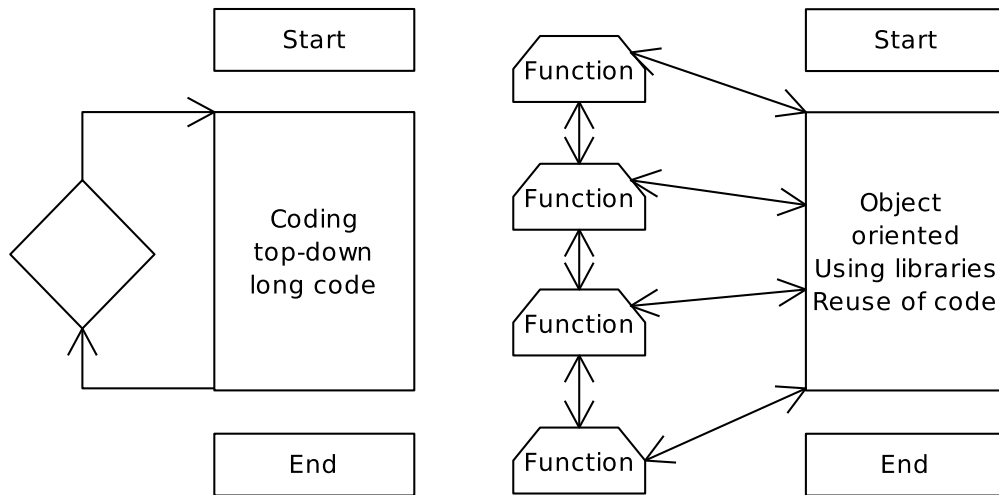 Start
Coding
top-down
long code
End
Function
Function
Function
Function
Start
Object
oriented
Using libraries
Reuse of code
End